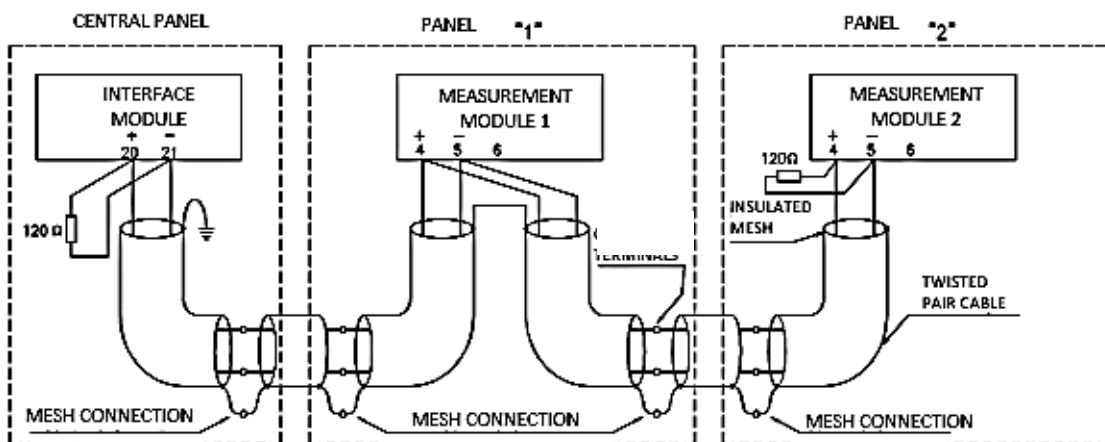 CENTRAL PANEL
PANEL "1"
PANEL "2"
INTERFACE
MODULE
+ −
20 21
120 Ω
MEASUREMENT
MODULE 1
+ −
4 5 6
MEASUREMENT
MODULE 2
+ −
4 5 6
120Ω
INSULATED
MESH
TERMINALS
TWISTED
PAIR CABLE
MESH CONNECTION
MESH CONNECTION
MESH CONNECTION